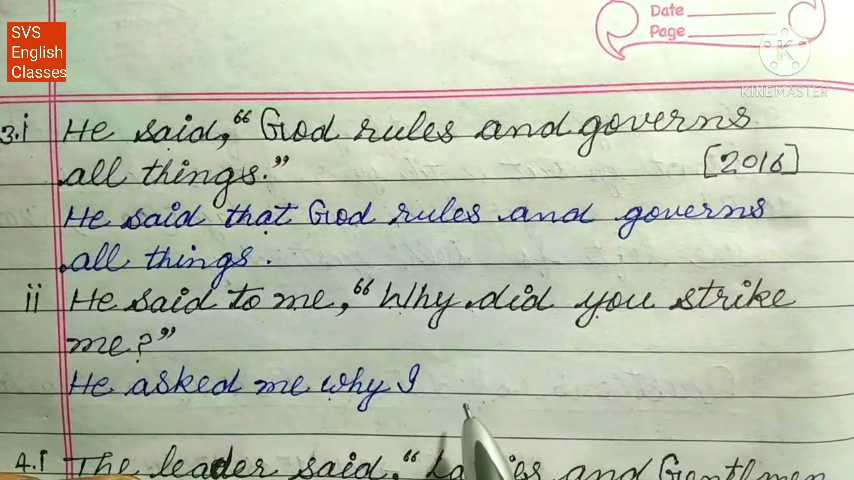 SVS
English
Classes
Date
Page
KINEMASTER
3.i He said, "God rules and governs
all things." [2016]
He said that God rules and governs
all things.
ii He said to me, "Why did you strike
me?"
He asked me why I
4.i The leader said, "and Gentlmen